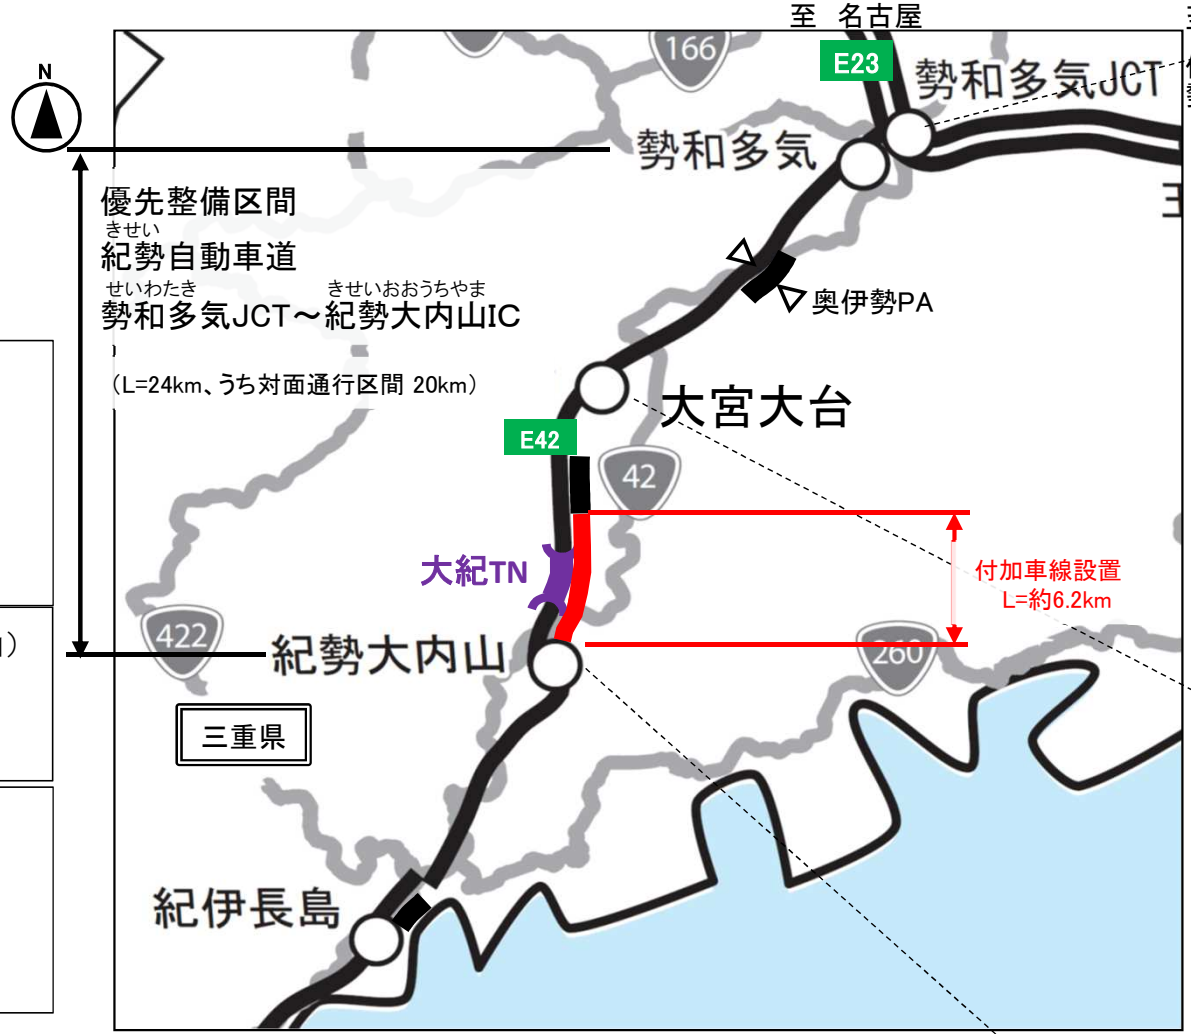 至 名古屋
166
E23
勢和多気JCT
N
勢和多気
優先整備区間
きせい
紀勢自動車道
せいわたき きせいおおうちやま
勢和多気JCT～紀勢大内山IC
（L=24km、うち対面通行区間 20km）
奥伊勢PA
大宮大台
E42
42
大紀TN
付加車線設置
L=約6.2km
422
）
紀勢大内山
260
三重県
紀伊長島